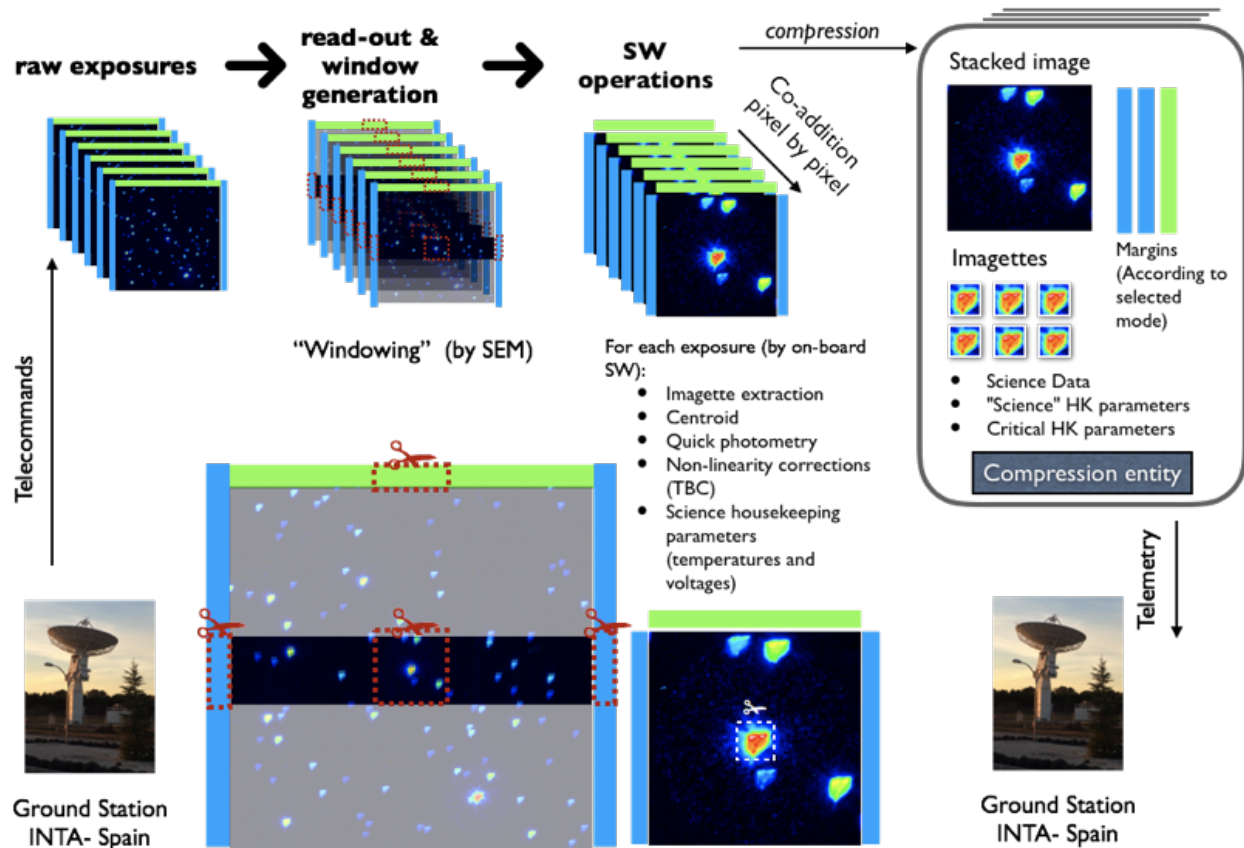 raw exposures
read-out &
window
generation
SW
operations
compression
Co-addition
pixel by pixel
Stacked image
Imagettes
Margins
(According to
selected
mode)
● Science Data
● "Science" HK parameters
● Critical HK parameters
Compression entity
“Windowing” (by SEM)
For each exposure (by on-board
SW):
● Imagette extraction
● Centroid
● Quick photometry
● Non-linearity corrections
(TBC)
● Science housekeeping
parameters
(temperatures and
voltages)
Telecommands
Telemetry
Ground Station
INTA- Spain
Ground Station
INTA- Spain